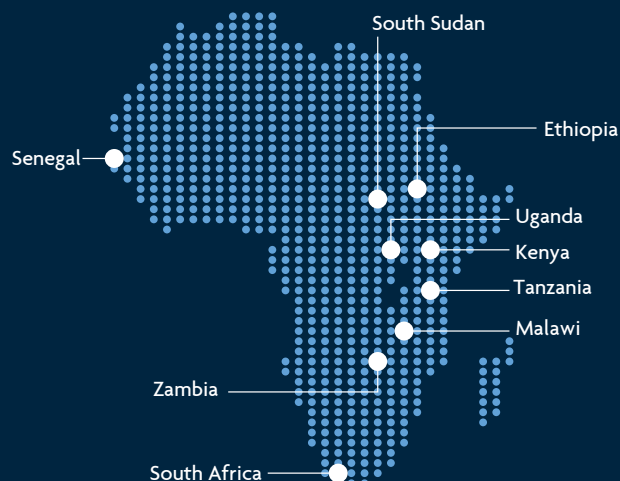 South Sudan
Ethiopia
Senegal
Uganda
Kenya
Tanzania
Malawi
Zambia
South Africa